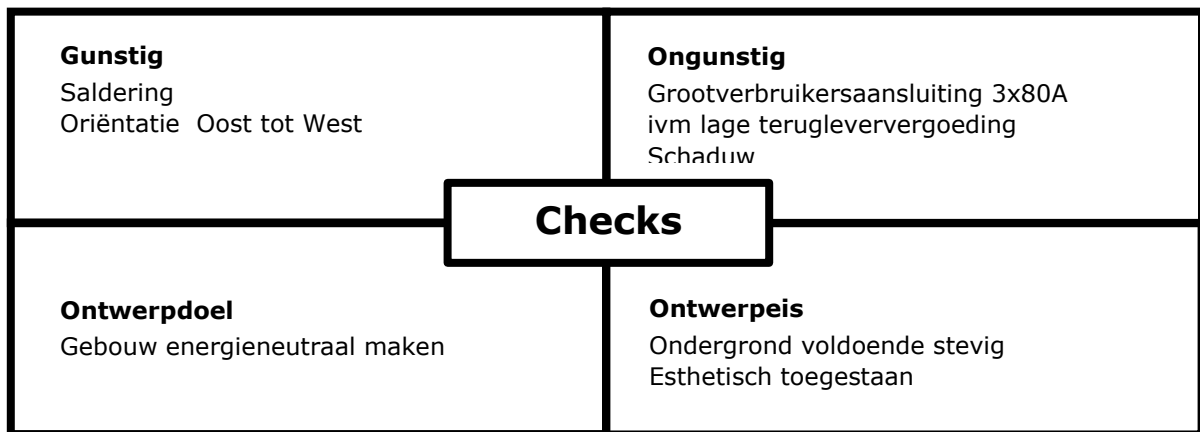 Gunstig
Saldering
Oriëntatie Oost tot West
Ongunstig
Grootverbruikersaansluiting 3x80A
ivm lage terugleververgoeding
Schaduw
Checks
Ontwerpdoel
Gebouw energieneutraal maken
Ontwerpeis
Ondergrond voldoende stevig
Esthetisch toegestaan